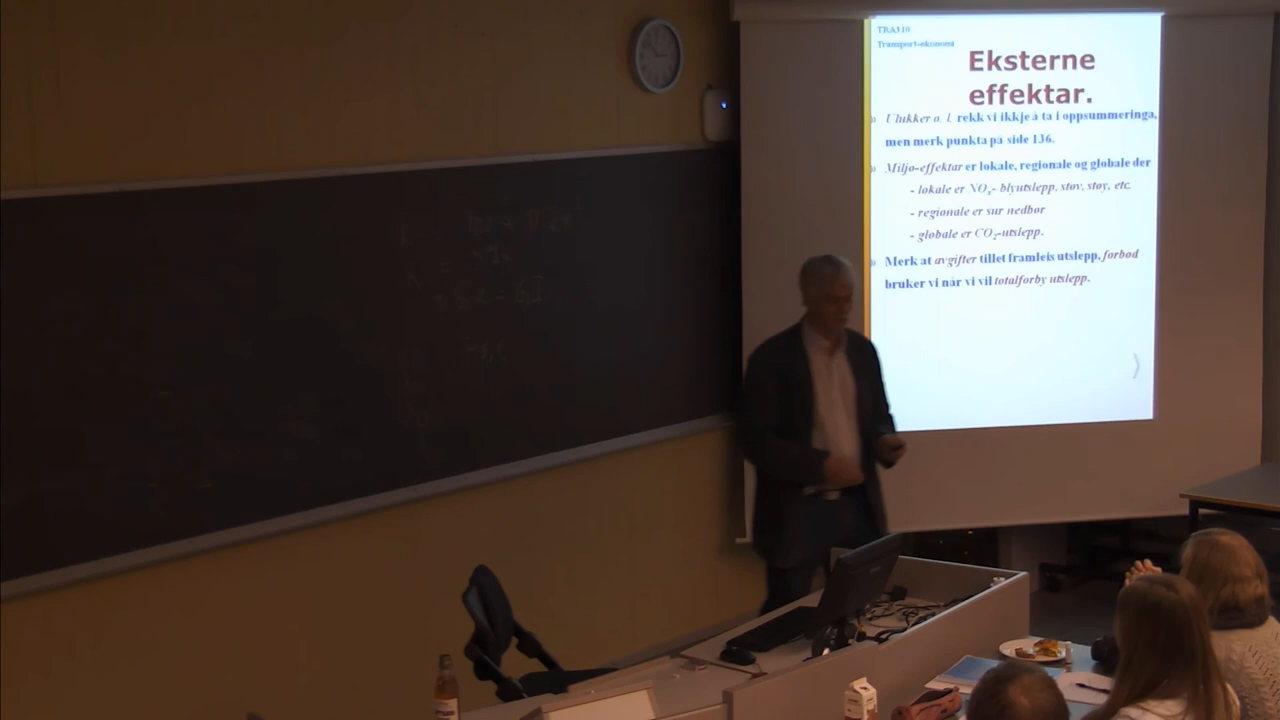 TRA310
Transport-økonomi
Eksterne
effektar.
Ulukker o. l. rekk vi ikkje å ta i oppsummeringa,
men merk punkta på side 136.
Miljø-effektar er lokale, regionale og globale der
- lokale er NOx- blyutslepp, støv, støy, etc.
- regionale er sur nedbør
- globale er CO2-utslepp.
Merk at avgifter tillet framleis utslepp, forbod
bruker vi når vi vil totalforby utslepp.